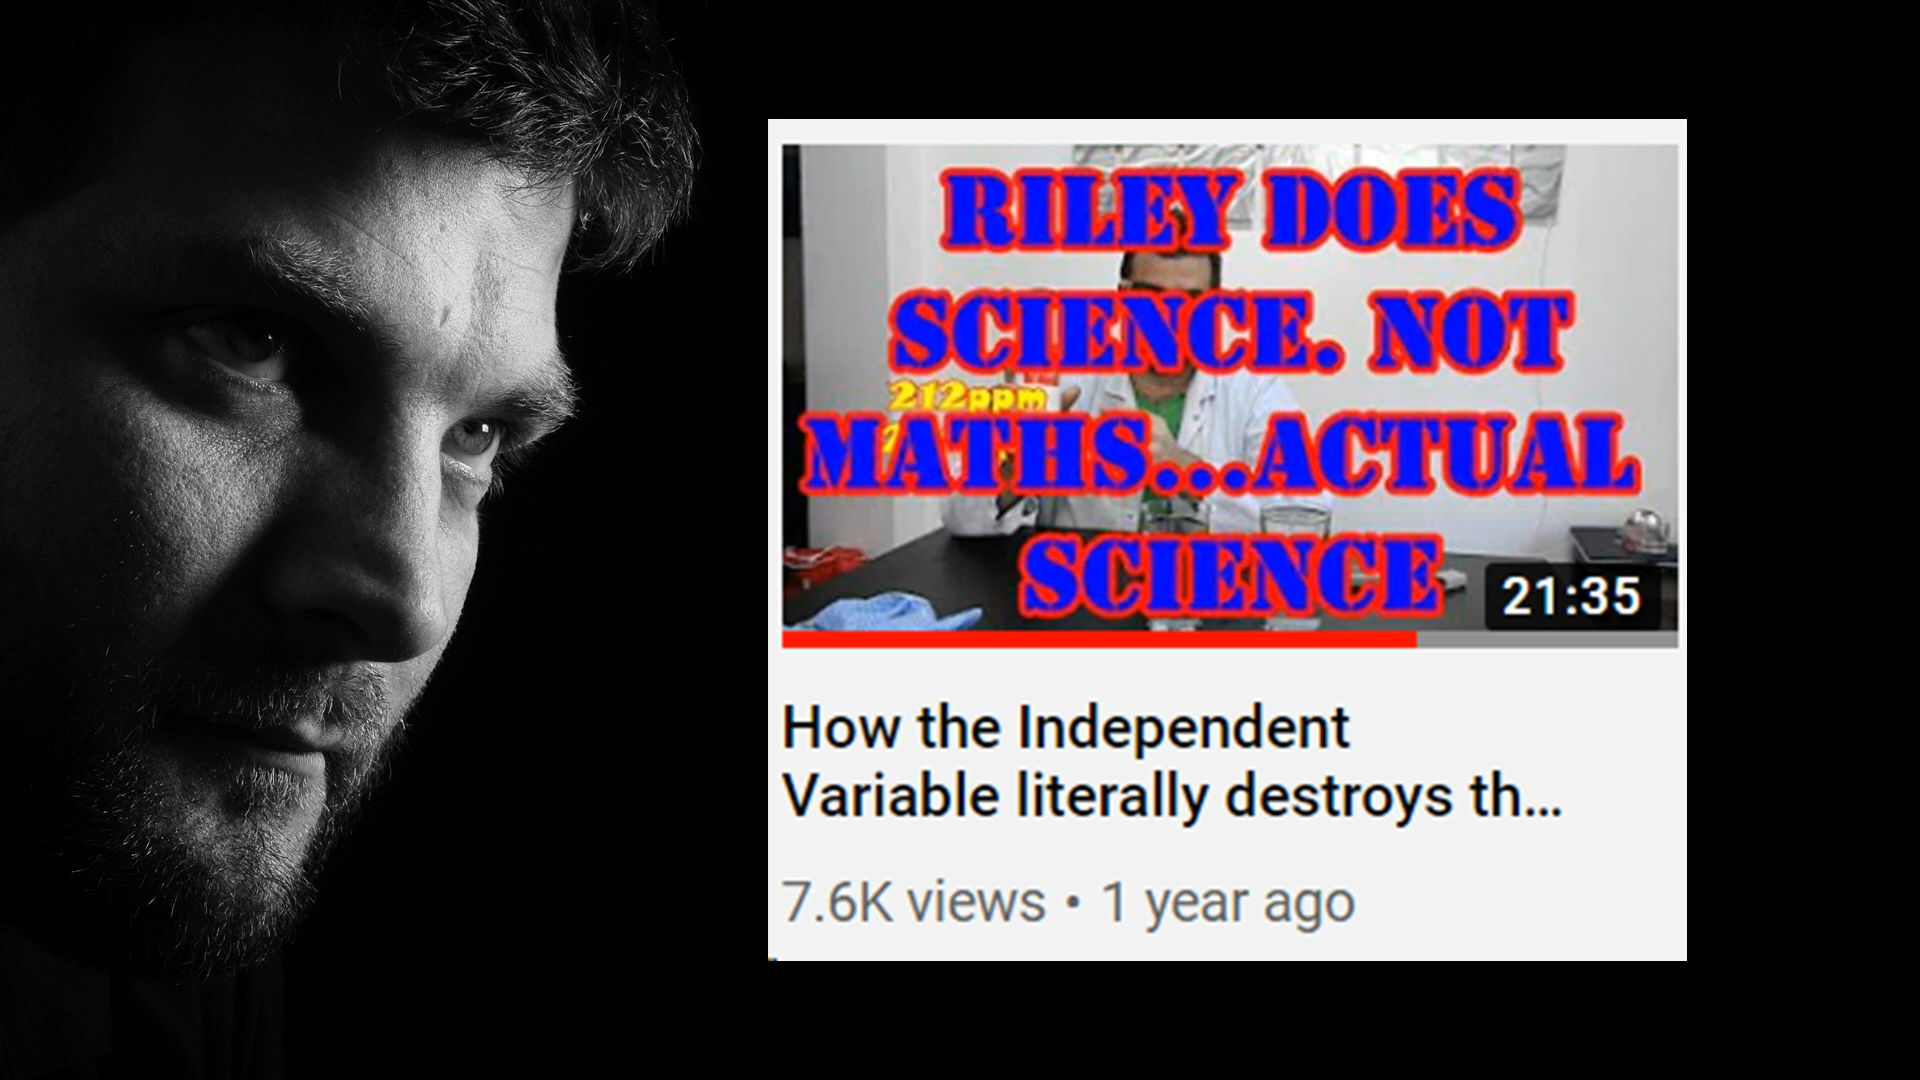 RILEY DOES
SCIENCE. NOT
212ppm
MATHS...ACTUAL
SCIENCE
21:35
How the Independent
Variable literally destroys th...
7.6K views • 1 year ago